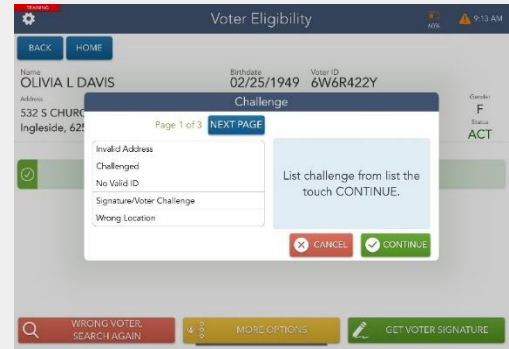 TRAINING
Voter Eligibility
60%
9:13 AM
BACK
HOME
Name
OLIVIA L DAVIS
Birthdate
02/25/1949
Voter ID
6W6R422Y
Address
532 S CHURC
Ingleside, 625
Gender
F
Status
ACT
Challenge
Page 1 of 3
NEXT PAGE
Invalid Address
Challenged
No Valid ID
Signature/Voter Challenge
Wrong Location
List challenge from list the
touch CONTINUE.
CANCEL
CONTINUE
WRONG VOTER,
SEARCH AGAIN
MORE OPTIONS
GET VOTER SIGNATURE